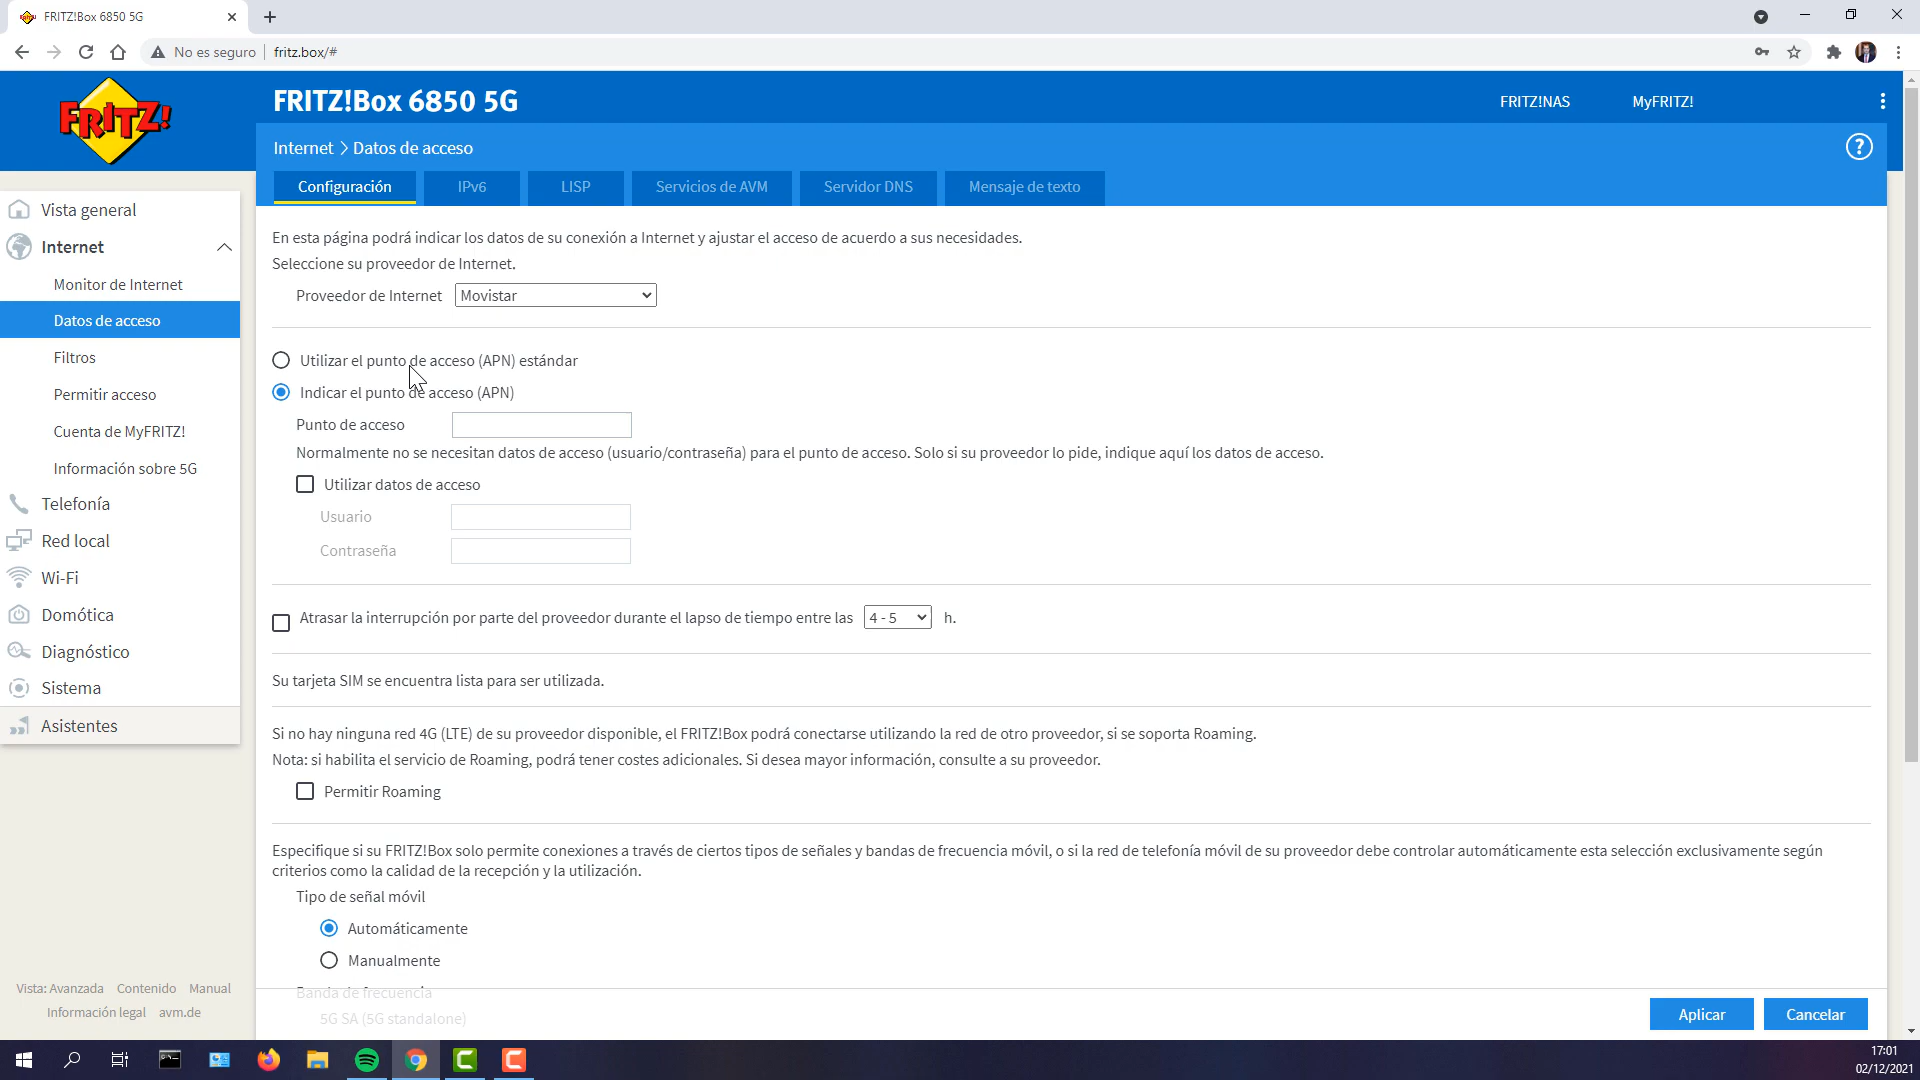 FRITZ!Box 6850 5G
No es seguro
fritz.box/#
FRITZ!
FRITZ!Box 6850 5G
FRITZ!NAS
MyFRITZ!
Internet > Datos de acceso
Configuración
IPv6
LISP
Servicios de AVM
Servidor DNS
Mensaje de texto
Vista general
Internet
Monitor de Internet
Datos de acceso
Filtros
Permitir acceso
Cuenta de MyFRITZ!
Información sobre 5G
Telefonía
Red local
Wi-Fi
Domótica
Diagnóstico
Sistema
Asistentes
Vista: Avanzada Contenido Manual
Información legal avm.de
En esta página podrá indicar los datos de su conexión a Internet y ajustar el acceso de acuerdo a sus necesidades.
Seleccione su proveedor de Internet.
Proveedor de Internet Movistar
Utilizar el punto de acceso (APN) estándar
Indicar el punto de acceso (APN)
Punto de acceso
Normalmente no se necesitan datos de acceso (usuario/contraseña) para el punto de acceso. Solo si su proveedor lo pide, indique aquí los datos de acceso.
Utilizar datos de acceso
Usuario
Contraseña
Atrasar la interrupción por parte del proveedor durante el lapso de tiempo entre las 4 - 5 h.
Su tarjeta SIM se encuentra lista para ser utilizada.
Si no hay ninguna red 4G (LTE) de su proveedor disponible, el FRITZ!Box podrá conectarse utilizando la red de otro proveedor, si se soporta Roaming.
Nota: si habilita el servicio de Roaming, podrá tener costes adicionales. Si desea mayor información, consulte a su proveedor.
Permitir Roaming
Especifique si su FRITZ!Box solo permite conexiones a través de ciertos tipos de señales y bandas de frecuencia móvil, o si la red de telefonía móvil de su proveedor debe controlar automáticamente esta selección exclusivamente según
criterios como la calidad de la recepción y la utilización.
Tipo de señal móvil
Automáticamente
Manualmente
Banda de frecuencia
5G SA (5G standalone)
Aplicar
Cancelar
17:01
02/12/2021